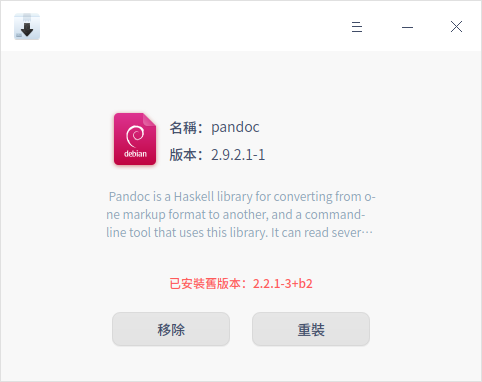 debian
名稱： pandoc
版本： 2.9.2.1-1
Pandoc is a Haskell library for converting from o-
ne markup format to another, and a command-
line tool that uses this library. It can read sever…
已安裝舊版本：2.2.1-3+b2
移除
重裝